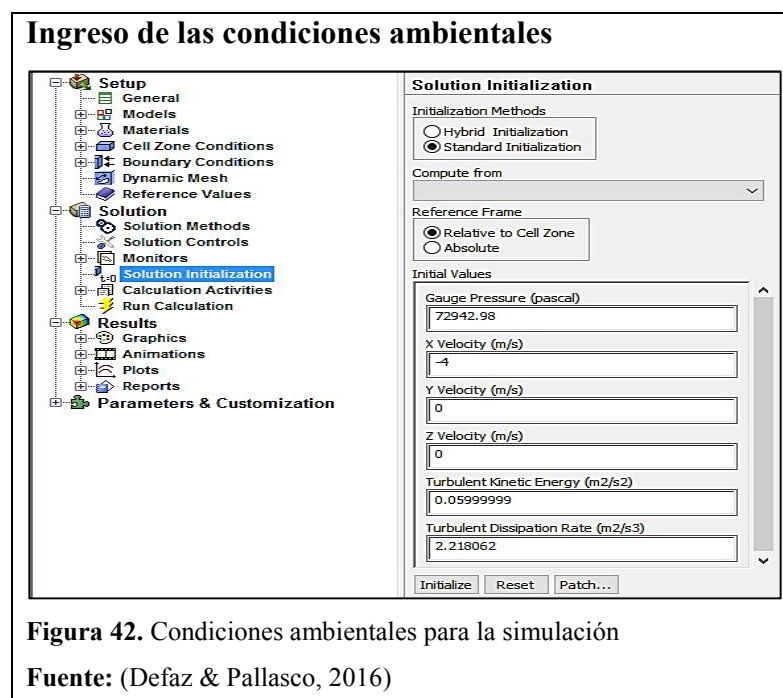 Ingreso de las condiciones ambientales
Setup
General
Models
Materials
Cell Zone Conditions
Boundary Conditions
Dynamic Mesh
Reference Values
Solution
Solution Methods
Solution Controls
Monitors
t=0 Solution Initialization
Calculation Activities
Run Calculation
Results
Graphics
Animations
Plots
Reports
Parameters & Customization
Solution Initialization
Initialization Methods
Hybrid Initialization
Standard Initialization
Compute from
Reference Frame
Relative to Cell Zone
Absolute
Initial Values
Gauge Pressure (pascal)
72942.98
X Velocity (m/s)
-4
Y Velocity (m/s)
0
Z Velocity (m/s)
0
Turbulent Kinetic Energy (m2/s2)
0.05999999
Turbulent Dissipation Rate (m2/s3)
2.218062
Initialize Reset Patch...
Figura 42. Condiciones ambientales para la simulación
Fuente: (Defaz & Pallasco, 2016)